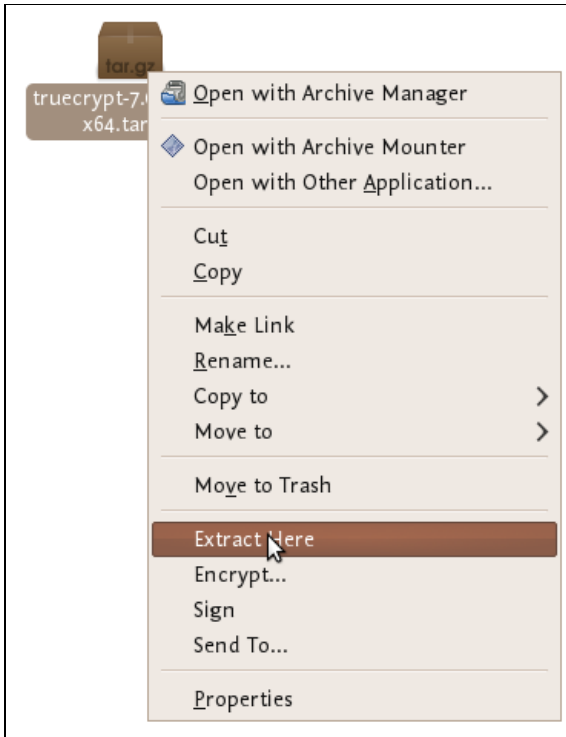 tar.gz
truecrypt-7.
x64.tar
Open with Archive Manager
Open with Archive Mounter
Open with Other Application...
Cut
Copy
Make Link
Rename...
Copy to
Move to
Move to Trash
Extract Here
Encrypt...
Sign
Send To...
Properties